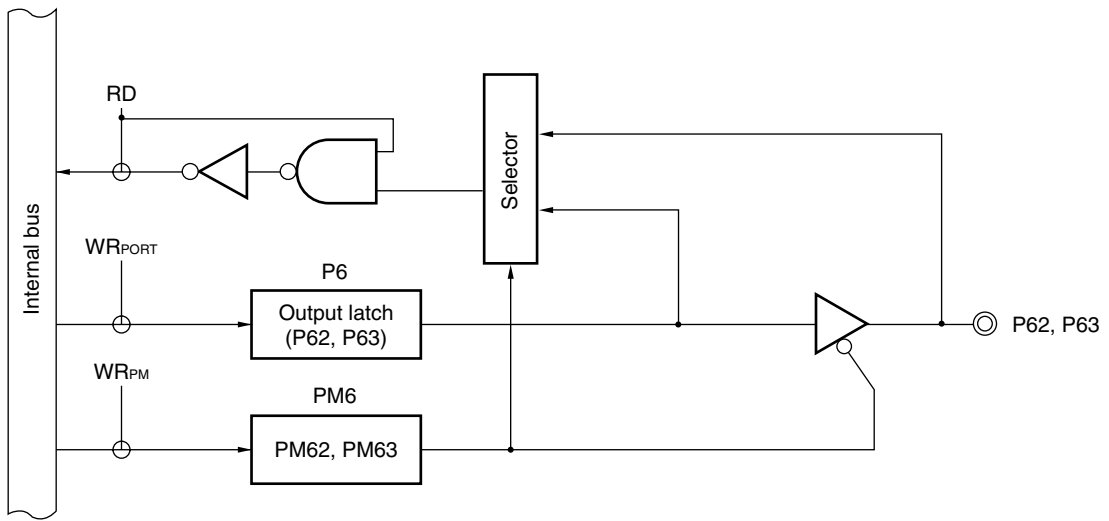 RD
Selector
Internal bus
WRPORT
P6
Output latch
(P62, P63)
P62, P63
WRPM
PM6
PM62, PM63